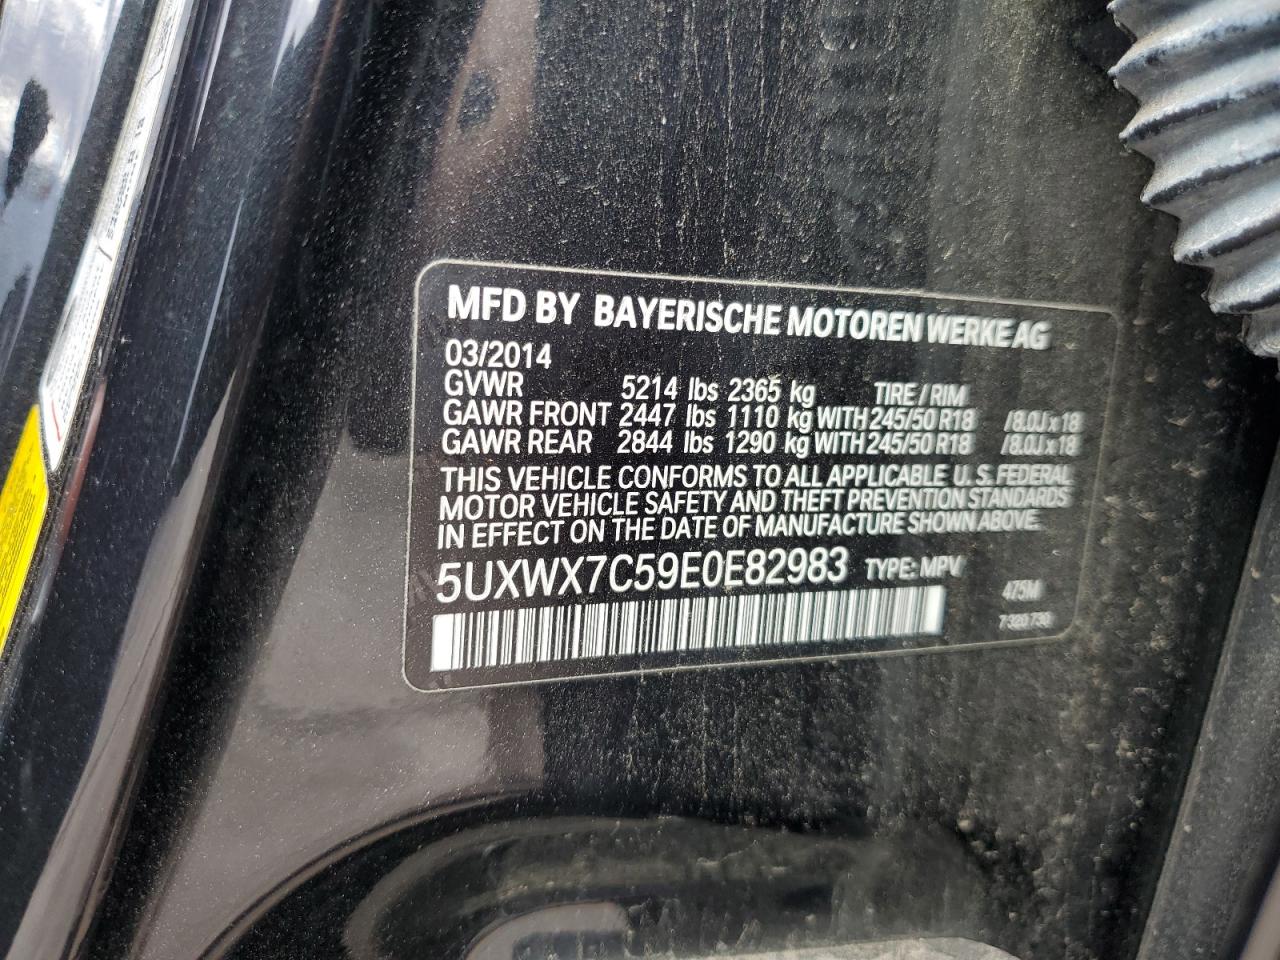 MFD BY BAYERISCHE MOTOREN WERKE AG
03/2014
GVWR 5214 lbs 2365 kg TIRE / RIM
GAWR FRONT 2447 lbs 1110 kg WITH 245/50 R18 /8.0J x 18
GAWR REAR 2844 lbs 1290 kg WITH 245/50 R18 /8.0J x 18
THIS VEHICLE CONFORMS TO ALL APPLICABLE U.S. FEDERAL
MOTOR VEHICLE SAFETY AND THEFT PREVENTION STANDARDS
IN EFFECT ON THE DATE OF MANUFACTURE SHOWN ABOVE.
5UXWX7C59E0E82983 TYPE: MPV
475M
7 320 730